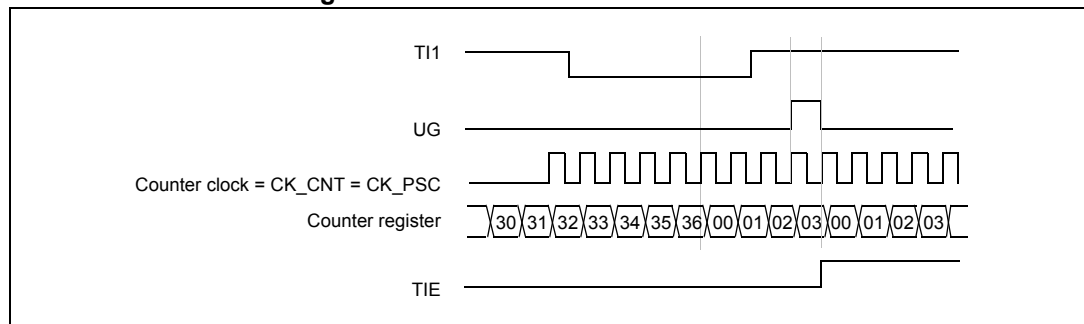 g
TI1
UG
Counter clock = CK_CNT = CK_PSC
Counter register
30 31 32 33 34 35 36 00 01 02 03 00 01 02 03
TIE